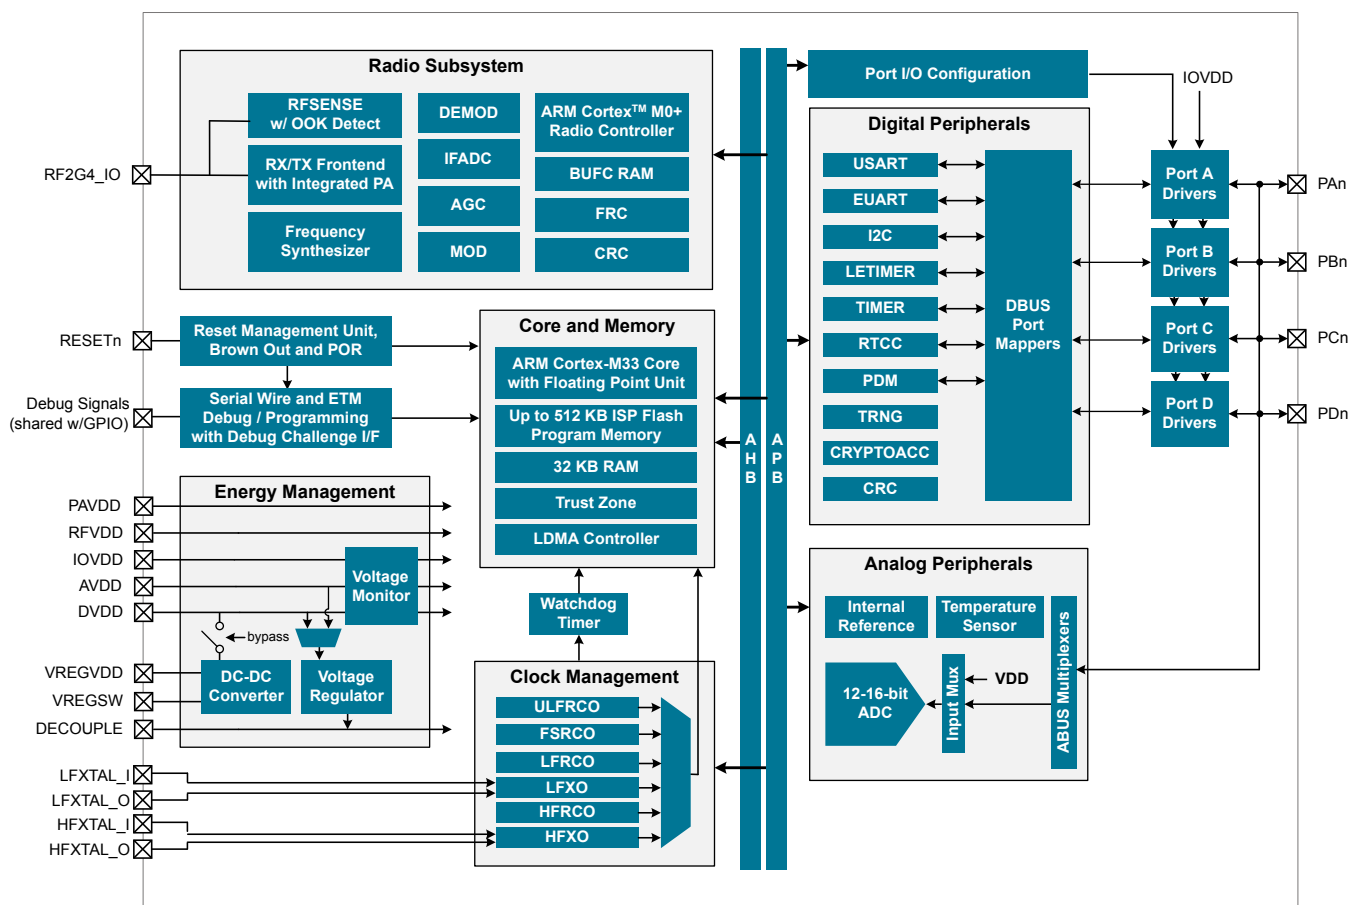 Radio Subsystem
RFSENSE
w/ OOK Detect
RX/TX Frontend
with Integrated PA
Frequency
Synthesizer
DEMOD
IFADC
AGC
MOD
ARM Cortex™ M0+
Radio Controller
BUFC RAM
FRC
CRC
RF2G4_IO
RESETn
Reset Management Unit,
Brown Out and POR
Debug Signals
(shared w/GPIO)
Serial Wire and ETM
Debug / Programming
with Debug Challenge I/F
Core and Memory
ARM Cortex-M33 Core
with Floating Point Unit
Up to 512 KB ISP Flash
Program Memory
32 KB RAM
Trust Zone
LDMA Controller
Energy Management
PAVDD
RFVDD
IOVDD
AVDD
DVDD
Voltage
Monitor
bypass
VREGVDD
VREGSW
DECOUPLE
DC-DC
Converter
Voltage
Regulator
Watchdog
Timer
Clock Management
ULFRCO
FSRCO
LFRCO
LFXO
HFRCO
HFXO
LFXTAL_I
LFXTAL_O
HFXTAL_I
HFXTAL_O
A
H
B
A
P
B
Port I/O Configuration
IOVDD
Digital Peripherals
USART
EUART
I2C
LETIMER
TIMER
RTCC
PDM
TRNG
CRYPTOACC
CRC
DBUS
Port
Mappers
Port A
Drivers
Port B
Drivers
Port C
Drivers
Port D
Drivers
PAn
PBn
PCn
PDn
Analog Peripherals
Internal
Reference
Temperature
Sensor
12-16-bit
ADC
Input Mux
VDD
ABUS Multiplexers